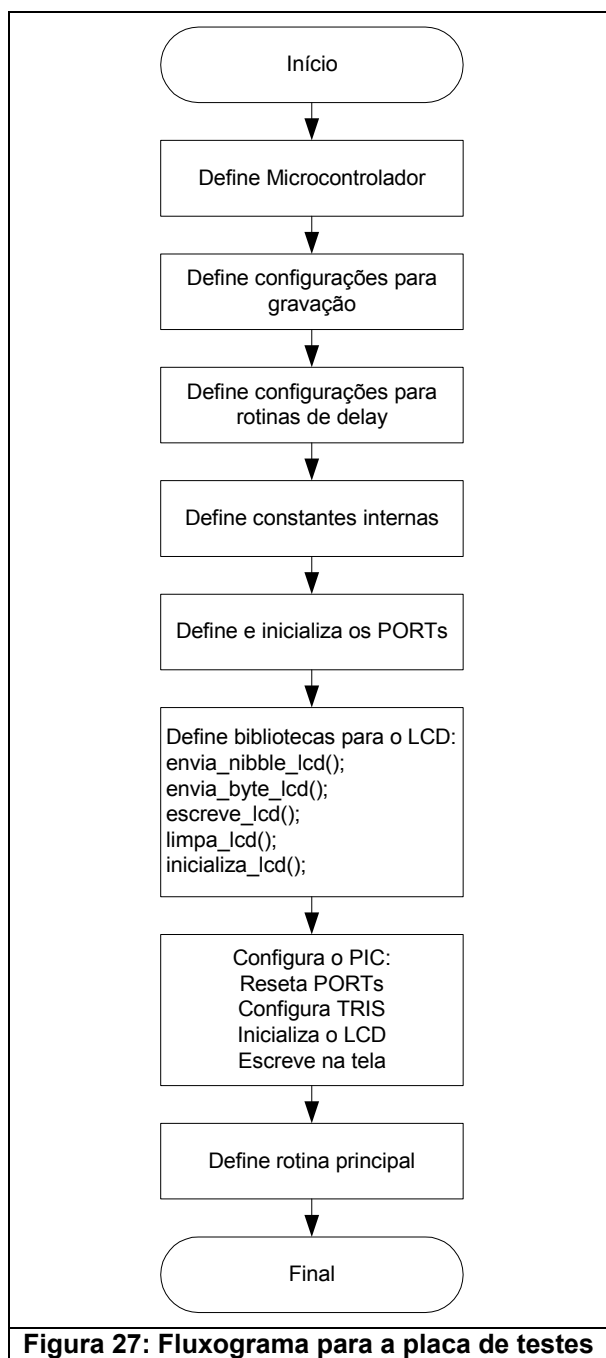 Início
Define Microcontrolador
Define configurações para
gravação
Define configurações para
rotinas de delay
Define constantes internas
Define e inicializa os PORTs
Define bibliotecas para o LCD:
envia_nibble_lcd();
envia_byte_lcd();
escreve_lcd();
limpa_lcd();
inicializa_lcd();
Configura o PIC:
Reseta PORTs
Configura TRIS
Inicializa o LCD
Escreve na tela
Define rotina principal
Final
Figura 27: Fluxograma para a placa de testes